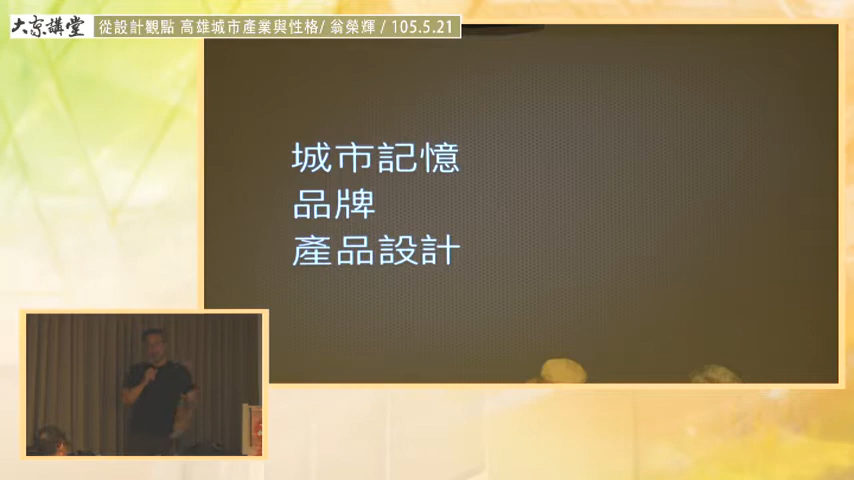 大京講堂 從設計觀點 高雄城市產業與性格/ 翁榮輝 / 105.5.21
城市記憶
品牌
產品設計